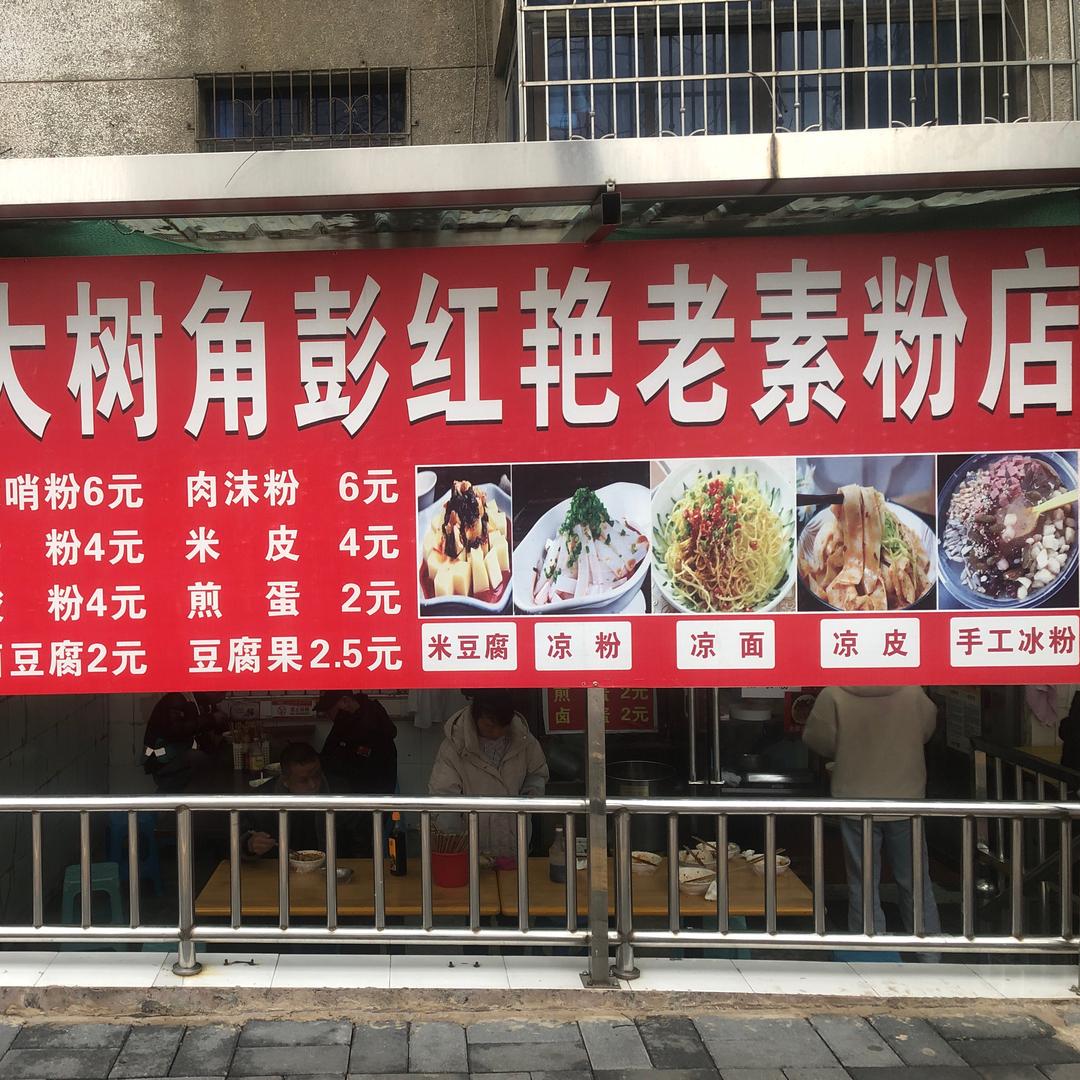 大树角彭红艳老素粉店
哨粉6元 肉沫粉 6元
粉4元 米皮 4元
粉4元 煎蛋 2元
豆腐2元 豆腐果2.5元
米豆腐 凉粉 凉面 凉皮 手工冰粉
煎 2元
卤蛋 2元